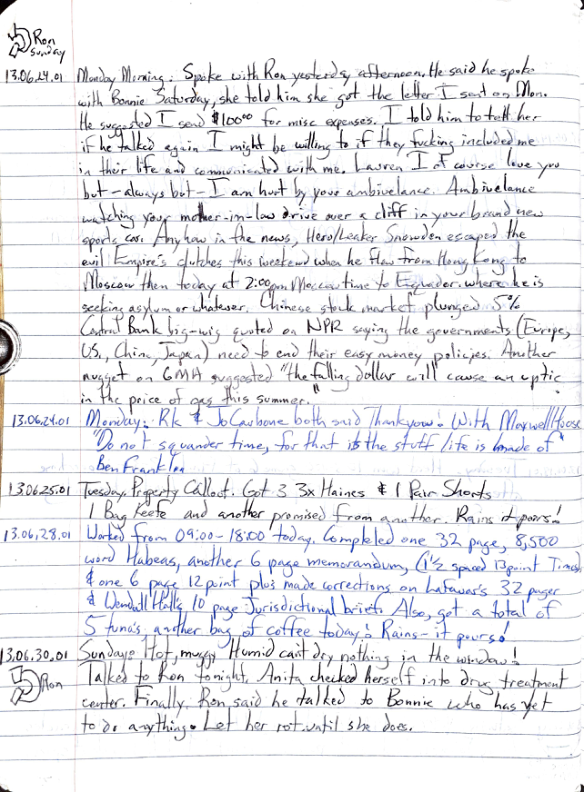 Ron
Sunday
13.06.24.01 Monday Morning: Spoke with Ron yesterday afternoon. He said he spoke
with Bonnie Saturday, she told him she got the letter I sent on Mon.
He suggested I send $100⁰⁰ for misc expenses. I told him to tell her
if he talked again I might be willing to if they fucking included me
in their life and communicated with me. Lauren I of course love you
but - always but - I am hurt by your ambivelance. Ambivelance
watching your mother-in-law drive over a cliff in your brand new
sports car. Anyhow in the news, Hero/Leaker Snowden escaped the
evil Empire's clutches this weekend when he flew from Hong Kong to
Moscow then today at 2:00pm Moscow time to Equador where he is
seeking asylum or whatever. Chinese stock market plunged 5%
Central Bank big-wig quoted on NPR saying the governments (Europe,
US., China, Japan) need to end their easy money policies. Another
nugget on GMA suggested "the falling dollar will cause an uptic
in the price of gas this summer."
13.06.24.01 Monday: Rk & Jo Carbone both said Thankyou! With Maxwell House
"Do not squander time, for that is the stuff life is made of"
Ben Franklin
13.06.25.01 Tuesday. Property Callout. Got 3 3x Haines & 1 Pair Shorts
1 Bag Keefe and another promised from another. Rains it pours!
13.06.28.01 Worked from 09:00-18:00 today. Completed one 32 page, 8,500
word Habeas, another 6 page memorandum, (1½ spaced 13point Times)
& one 6 page 12point plus made corrections on Lafavor's 32 pager
& Wendall Hall's 10 page Jurisdictional brief. Also, got a total of
5 tuna's another bag of coffee today! Rains - it pours!
13.06.30.01 Sunday: Hot, muggy Humid can't dry nothing in the window!
Ron Talked to Ron tonight. Anita checked herself into drug treatment
center. Finally, Ron said he talked to Bonnie who has yet
to do anything. Let her rot until she does.